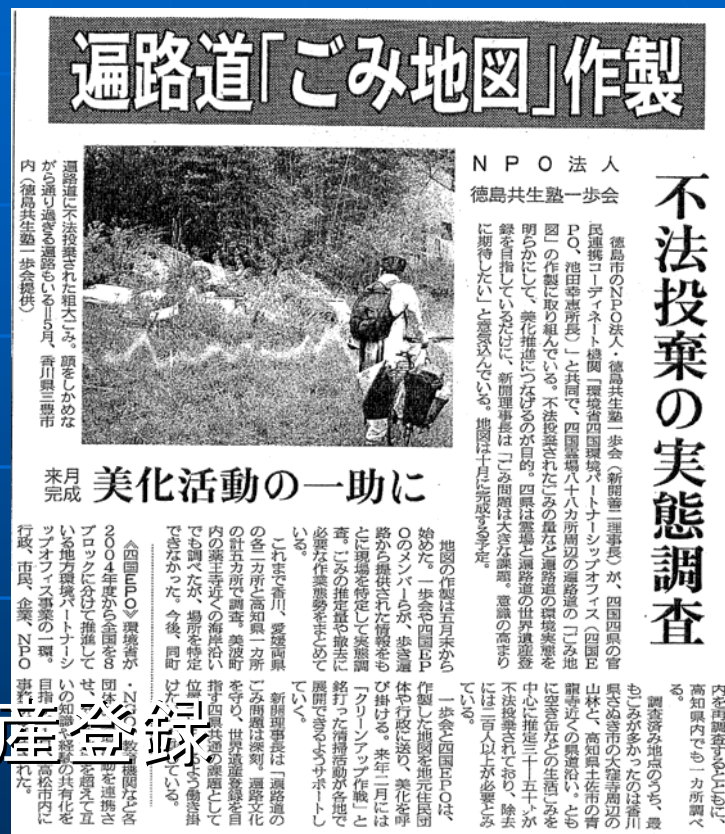 遍路道「ごみ地図」作製
NPO法人
徳島共生塾一歩会
不法投棄の実態調査
徳島市のNPO法人・徳島共生塾一歩会(新開善二理事長)が、四国四県の官
民連携コーディネート機関「環境省四国環境パートナーシップオフィス(四国E
PO、池田幸恵所長)」と共同で、四国霊場八十八カ所周辺の遍路道の「ごみ地
図」の作製に取り組んでいる。不法投棄されたごみの量など遍路道の環境実態を
明らかにして、美化推進につなげるのが目的。四県は霊場と遍路道の世界遺産登
録を目指しているだけに、新開理事長は「ごみ問題は大きな課題。意識の高まり
に期待したい」と意気込んでいる。地図は十月に完成する予定。
遍路道に不法投棄された粗大ごみ。顔をしかめな
がら通り過ぎる遍路もいる=5月、香川県三豊市
内(徳島共生塾一歩会提供)
来月
完成
美化活動の一助に
地図の作製は五月末から
始めた。一歩会や四国EP
Oのメンバーらが、歩き遍
路から提供された情報をも
とに現場を特定して実態調
査。ごみの推定量や撤去に
必要な作業態勢をまとめて
いる。
これまで香川、愛媛両県
の各二カ所と高知県一カ所
の計五カ所で調査。美波町
内の薬王寺近くの海岸沿い
でも調べたが、場所を特定
できなかった。今後、同町
内を再調査するとともに、
高知県内でも一カ所調べ
る。
調査済み地点のうち、最
もごみが多かったのは香川
県さぬき市の大窪寺周辺の
山林と、高知県土佐市の青
龍寺近くの県道沿い。とも
に空き缶などの生活ごみを
中心に推定三十―五十トンが
不法投棄されており、除去
には二百人以上が必要とみ
ている。
一歩会と四国EPOは、
作製した地図を地元住民団
体や行政に送り、美化を呼
び掛ける。来年二月には
「クリーンアップ作戦」と
銘打った清掃活動が各地で
展開できるようサポートし
ていく。
新開理事長は「遍路道の
ごみ問題は深刻。遍路文化
を守り、世界遺産登録を目
指す四県共通の課題として
《四国EPO》環境省が
2004年度から全国を8
ブロックに分けて推進して
いる地方環境パートナーシ
ップオフィス事業の一環。
行政、市民、企業、NPO
産登録